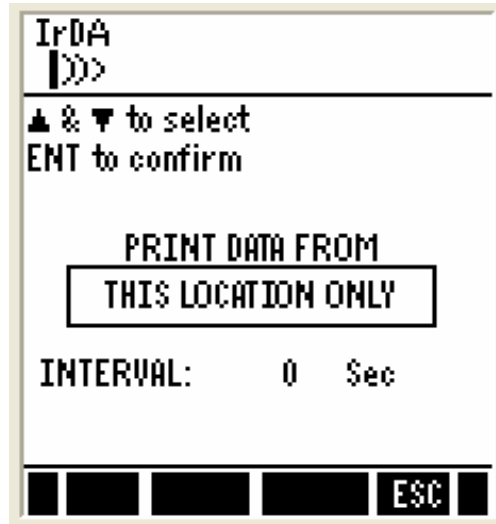 IrDA
▲ & ▼ to select
ENT to confirm
PRINT DATA FROM
THIS LOCATION ONLY
INTERVAL: 0 Sec
ESC